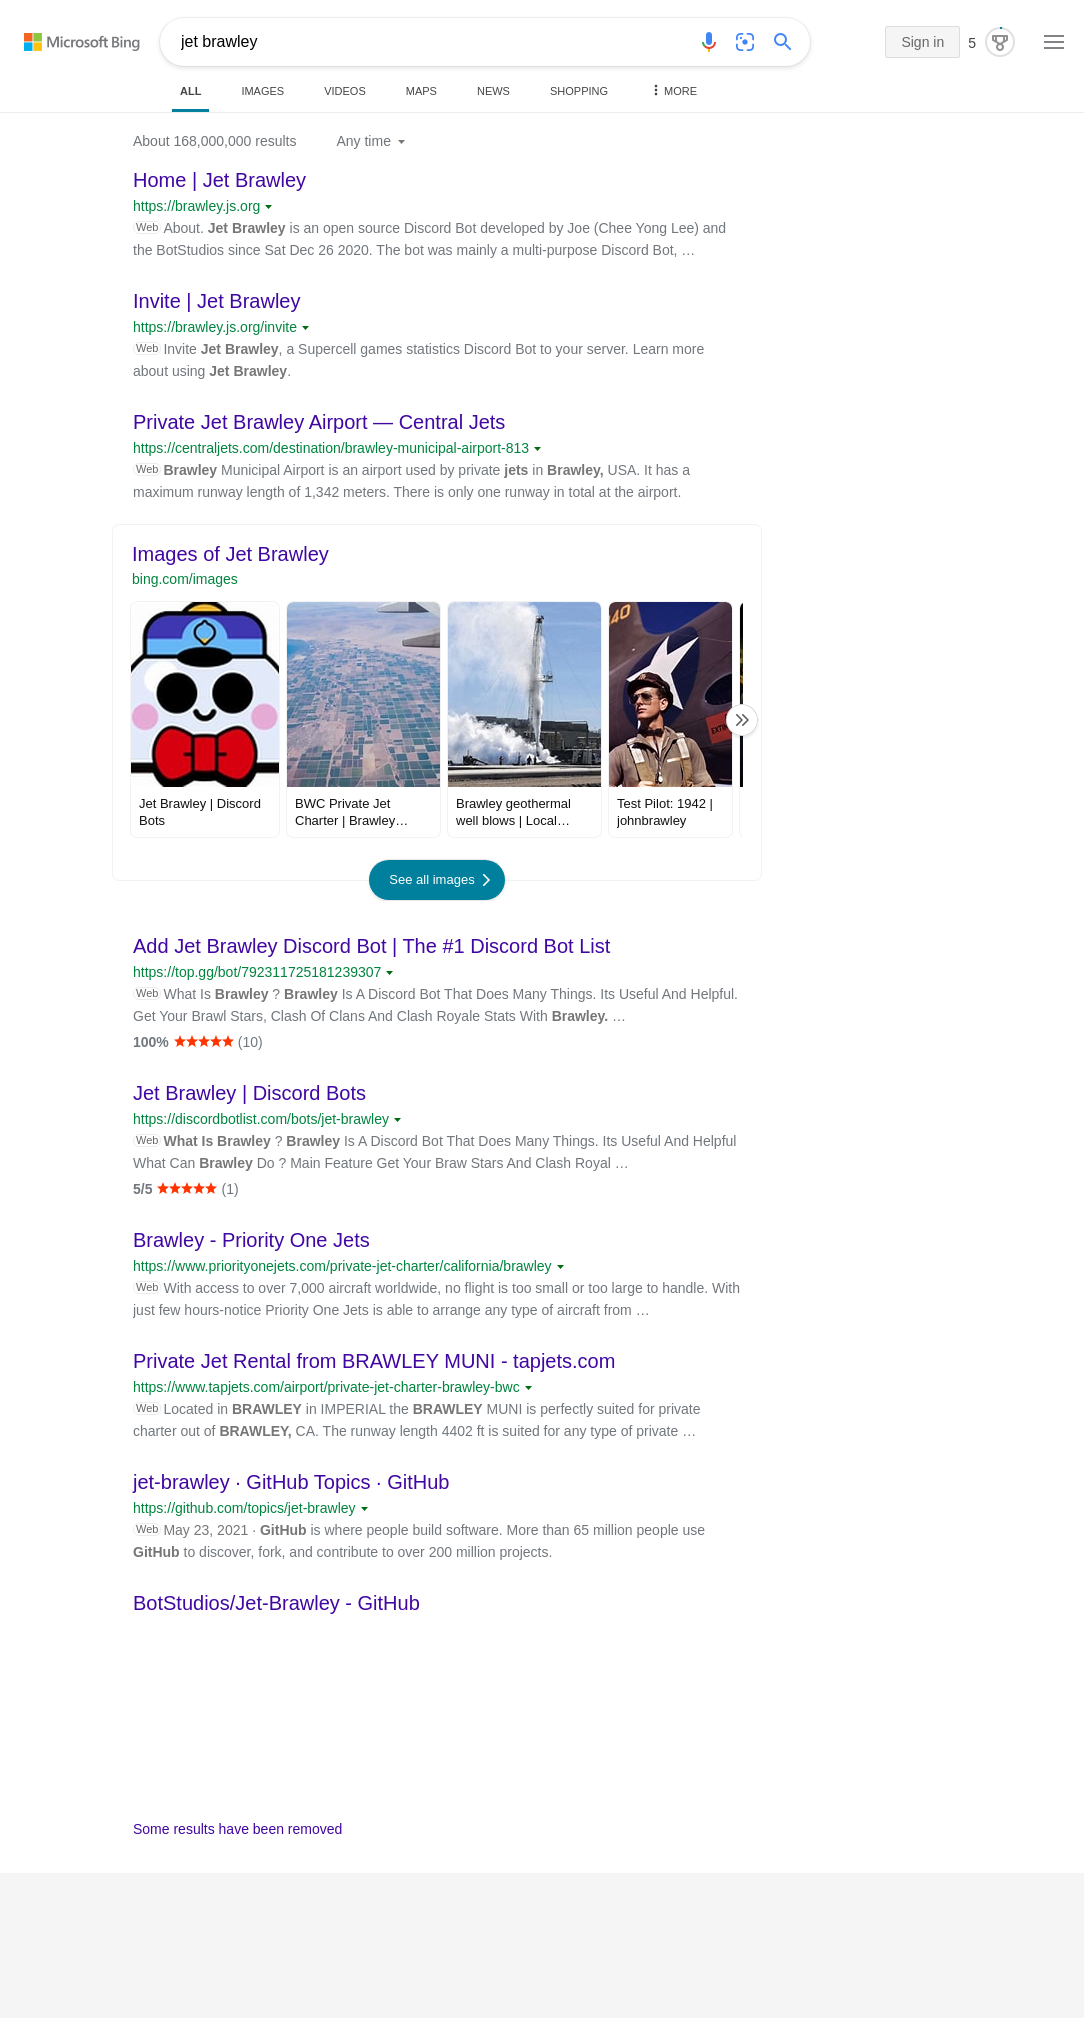 Microsoft Bing
jet brawley
Sign in
5
ALL
IMAGES
VIDEOS
MAPS
NEWS
SHOPPING
MORE
About 168,000,000 results
Any time
Home | Jet Brawley
https://brawley.js.org
Web About. Jet Brawley is an open source Discord Bot developed by Joe (Chee Yong Lee) and
the BotStudios since Sat Dec 26 2020. The bot was mainly a multi-purpose Discord Bot, …
Invite | Jet Brawley
https://brawley.js.org/invite
Web Invite Jet Brawley, a Supercell games statistics Discord Bot to your server. Learn more
about using Jet Brawley.
Private Jet Brawley Airport — Central Jets
https://centraljets.com/destination/brawley-municipal-airport-813
Web Brawley Municipal Airport is an airport used by private jets in Brawley, USA. It has a
maximum runway length of 1,342 meters. There is only one runway in total at the airport.
Images of Jet Brawley
bing.com/images
Jet Brawley | Discord
Bots
BWC Private Jet
Charter | Brawley…
Brawley geothermal
well blows | Local…
40
Test Pilot: 1942 |
johnbrawley
See all images
Add Jet Brawley Discord Bot | The #1 Discord Bot List
https://top.gg/bot/792311725181239307
Web What Is Brawley ? Brawley Is A Discord Bot That Does Many Things. Its Useful And Helpful.
Get Your Brawl Stars, Clash Of Clans And Clash Royale Stats With Brawley. …
100% (10)
Jet Brawley | Discord Bots
https://discordbotlist.com/bots/jet-brawley
Web What Is Brawley ? Brawley Is A Discord Bot That Does Many Things. Its Useful And Helpful
What Can Brawley Do ? Main Feature Get Your Braw Stars And Clash Royal …
5/5 (1)
Brawley - Priority One Jets
https://www.priorityonejets.com/private-jet-charter/california/brawley
Web With access to over 7,000 aircraft worldwide, no flight is too small or too large to handle. With
just few hours-notice Priority One Jets is able to arrange any type of aircraft from …
Private Jet Rental from BRAWLEY MUNI - tapjets.com
https://www.tapjets.com/airport/private-jet-charter-brawley-bwc
Web Located in BRAWLEY in IMPERIAL the BRAWLEY MUNI is perfectly suited for private
charter out of BRAWLEY, CA. The runway length 4402 ft is suited for any type of private …
jet-brawley · GitHub Topics · GitHub
https://github.com/topics/jet-brawley
Web May 23, 2021 · GitHub is where people build software. More than 65 million people use
GitHub to discover, fork, and contribute to over 200 million projects.
BotStudios/Jet-Brawley - GitHub
Some results have been removed